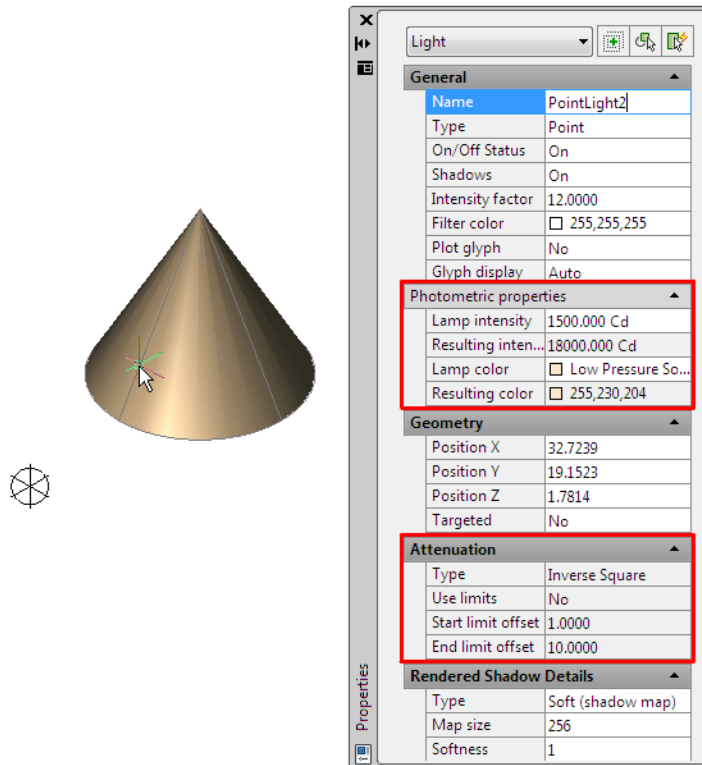 Light
General
Name PointLight2
Type Point
On/Off Status On
Shadows On
Intensity factor 12.0000
Filter color 255,255,255
Plot glyph No
Glyph display Auto
Photometric properties
Lamp intensity 1500.000 Cd
Resulting inten... 18000.000 Cd
Lamp color Low Pressure So...
Resulting color 255,230,204
Geometry
Position X 32.7239
Position Y 19.1523
Position Z 1.7814
Targeted No
Attenuation
Type Inverse Square
Use limits No
Start limit offset 1.0000
End limit offset 10.0000
Rendered Shadow Details
Type Soft (shadow map)
Map size 256
Softness 1
Properties